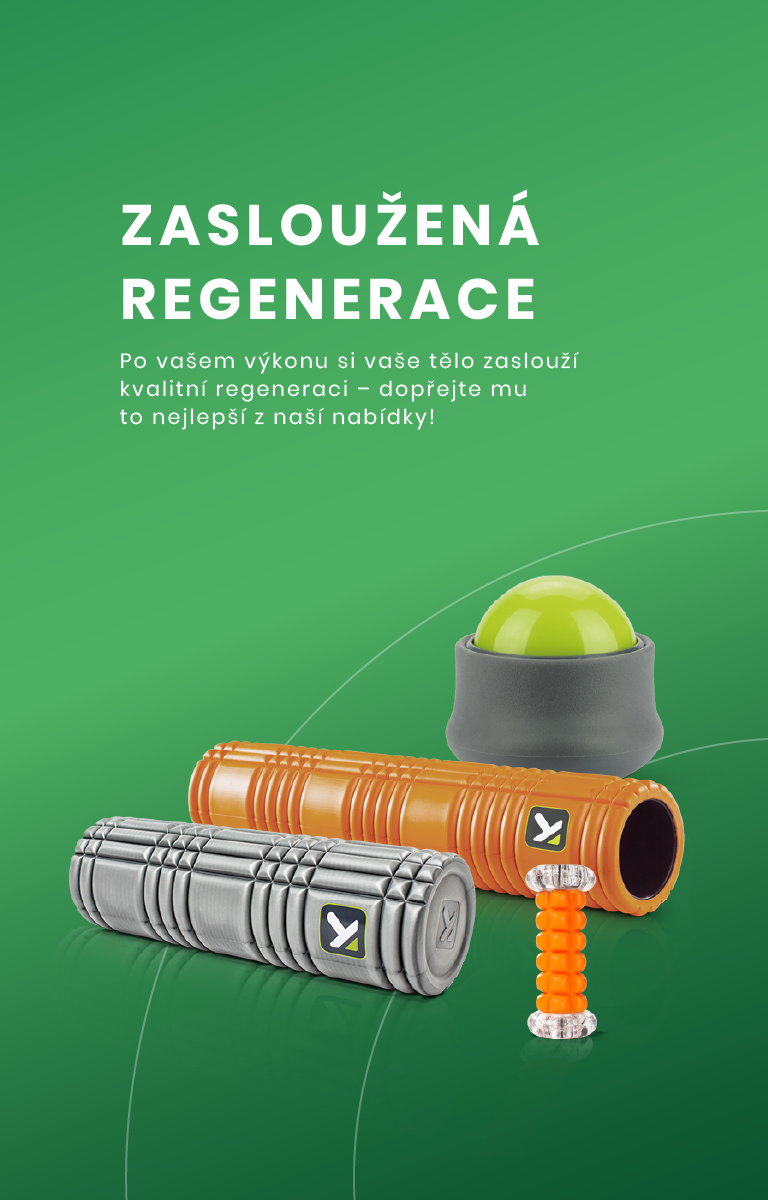 ZASLOUŽENÁ
REGENERACE
Po vašem výkonu si vaše tělo zaslouží
kvalitní regeneraci – dopřejte mu
to nejlepší z naší nabídky!